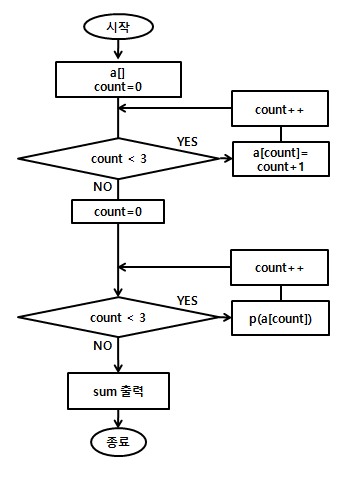 시작
a[]
count=0
count++
count < 3
YES
a[count]=
count+1
NO
count=0
count++
count < 3
YES
p(a[count])
NO
sum 출력
종료